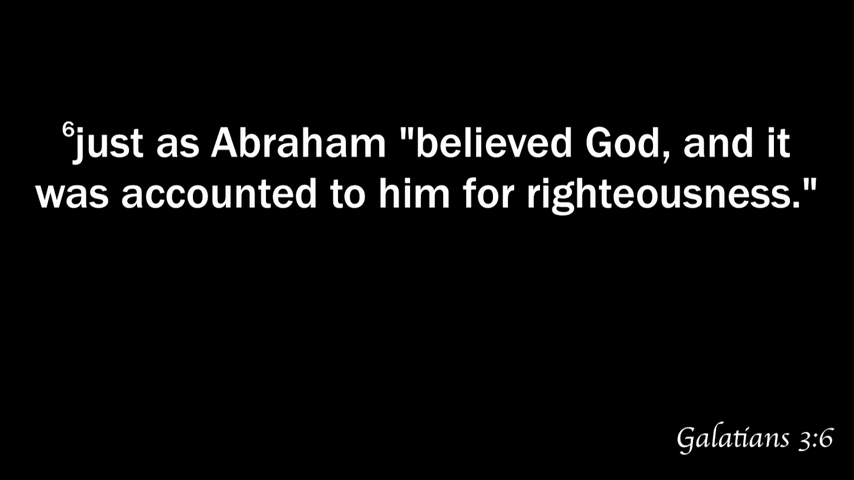 6just as Abraham "believed God, and it
was accounted to him for righteousness."
Galatians 3:6